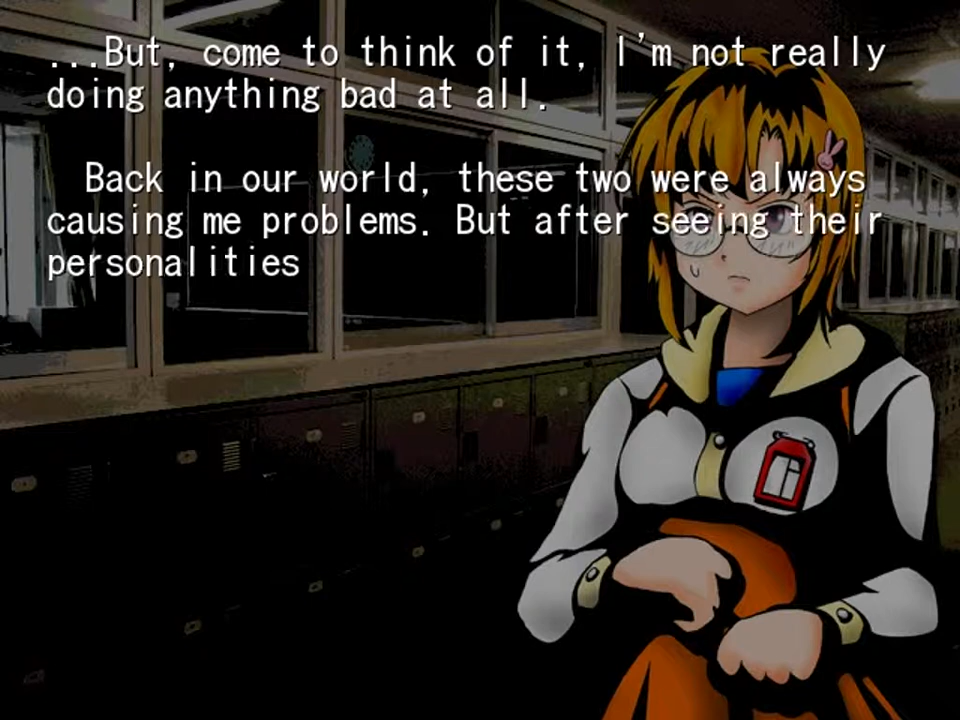 ...But, come to think of it, I'm not really
doing anything bad at all.
Back in our world, these two were always
causing me problems. But after seeing their
personalities